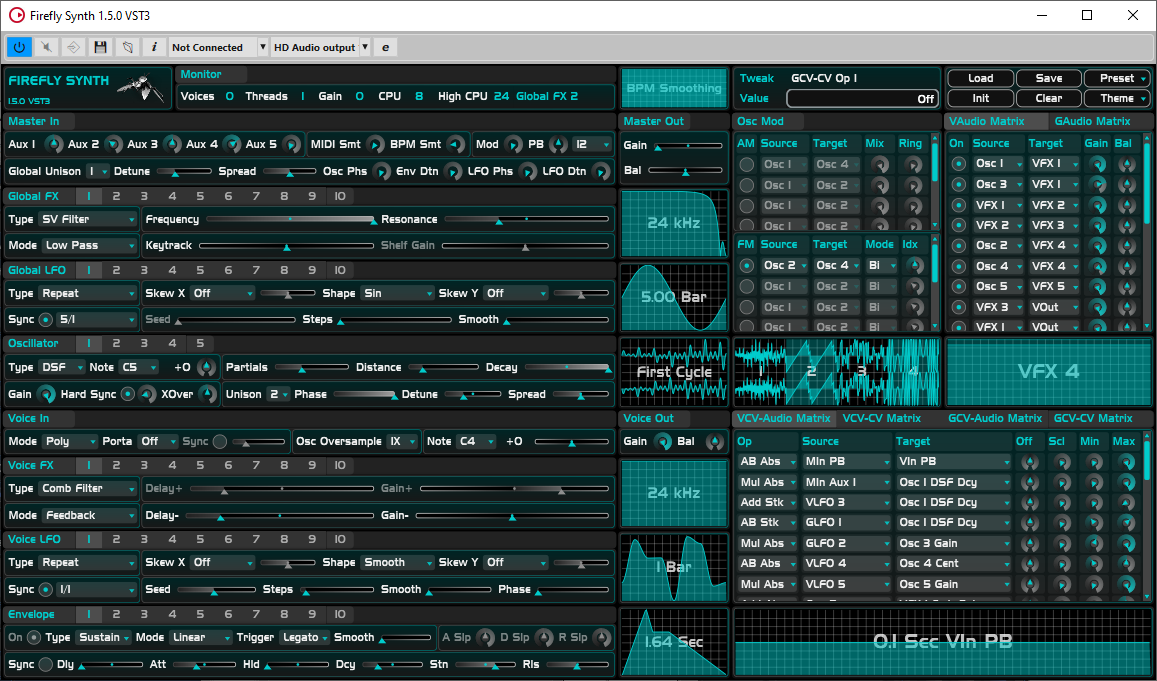 Firefly Synth 1.5.0 VST3
i Not Connected HD Audio output e
FIREFLY SYNTH
1.5.0 VST3
Monitor
Voices 0 Threads 1 Gain 0 CPU 8 High CPU 24 Global FX 2
BPM Smoothing
Tweak GCV-CV Op 1
Value Off
Load Save Preset
Init Clear Theme
Master In
Aux 1 Aux 2 Aux 3 Aux 4 Aux 5 MIDI Smt BPM Smt Mod PB 12
Global Unison 1 Detune Spread Osc Phs Env Dtn LFO Phs LFO Dtn
Master Out
Gain
Bal
Osc Mod
AM Source Target Mix Ring
Osc 1 Osc 4
Osc 1 Osc 2
Osc 1 Osc 2
Osc 1 Osc 2
FM Source Target Mode Idx
Osc 2 Osc 4 Bi
Osc 1 Osc 2 Bi
Osc 1 Osc 2 Bi
Osc 1 Osc 2 Bi
VAudio Matrix GAudio Matrix
On Source Target Gain Bal
Osc 1 VFX 1
Osc 3 VFX 1
VFX 1 VFX 2
VFX 2 VFX 3
Osc 2 VFX 4
Osc 4 VFX 4
Osc 5 VFX 5
VFX 3 VOut
VFX 1 VOut
Global FX 1 2 3 4 5 6 7 8 9 10
Type SV Filter Frequency Resonance
Mode Low Pass Keytrack Shelf Gain
24 kHz
Global LFO 1 2 3 4 5 6 7 8 9 10
Type Repeat Skew X Off Shape Sin Skew Y Off
Sync 5/1 Seed Steps Smooth
5.00 Bar
Oscillator 1 2 3 4 5
Type DSF Note C5 +0 Partials Distance Decay
Gain Hard Sync XOver Unison 2 Phase Detune Spread
First Cycle
1 2 3 4
VFX 4
Voice In
Mode Poly Porta Off Sync Osc Oversample 1X Note C4 +0
Voice Out
Gain Bal
Voice FX 1 2 3 4 5 6 7 8 9 10
Type Comb Filter Delay+ Gain+
Mode Feedback Delay- Gain-
24 kHz
Voice LFO 1 2 3 4 5 6 7 8 9 10
Type Repeat Skew X Off Shape Smooth Skew Y Off
Sync 1/1 Seed Steps Smooth Phase
1 Bar
Envelope 1 2 3 4 5 6 7 8 9 10
On Type Sustain Mode Linear Trigger Legato Smooth A Slp D Slp R Slp
Sync Dly Att Hld Dcy Stn Rls
1.64 Sec
VCV-Audio Matrix VCV-CV Matrix GCV-Audio Matrix GCV-CV Matrix
Op Source Target Off Scl Min Max
AB Abs MIn PB VIn PB
Mul Abs Min Aux 1 Osc 1 DSF Dcy
Add Stk VLFO 3 Osc 1 DSF Dcy
AB Stk GLFO 1 Osc 1 DSF Dcy
Mul Abs GLFO 2 Osc 3 Gain
AB Abs VLFO 4 Osc 4 Cent
Mul Abs VLFO 5 Osc 5 Gain
0.1 Sec VIn PB